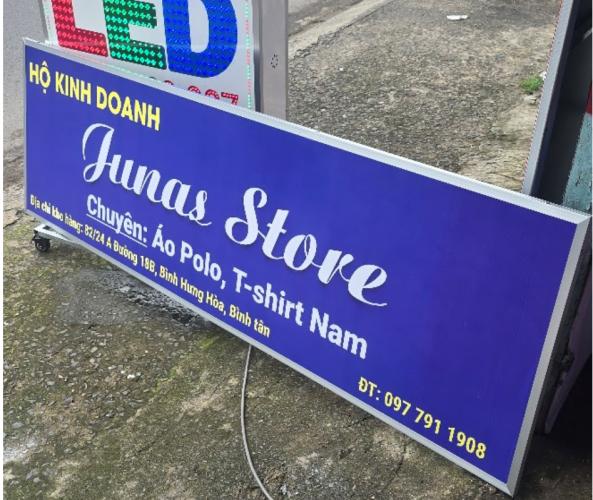 LED
HỘ KINH DOANH
Junas Store
Chuyên: Áo Polo, T-shirt Nam
Địa chỉ kho hàng: 82/24 A Đường 18B, Bình Hưng Hòa, Bình tân
ĐT: 097 791 1908